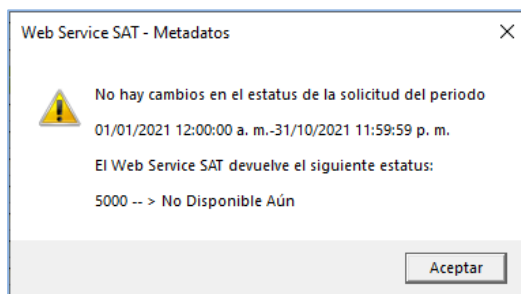 Web Service SAT - Metadatos
No hay cambios en el estatus de la solicitud del periodo
01/01/2021 12:00:00 a. m.-31/10/2021 11:59:59 p. m.
El Web Service SAT devuelve el siguiente estatus:
5000 -- > No Disponible Aún
Aceptar